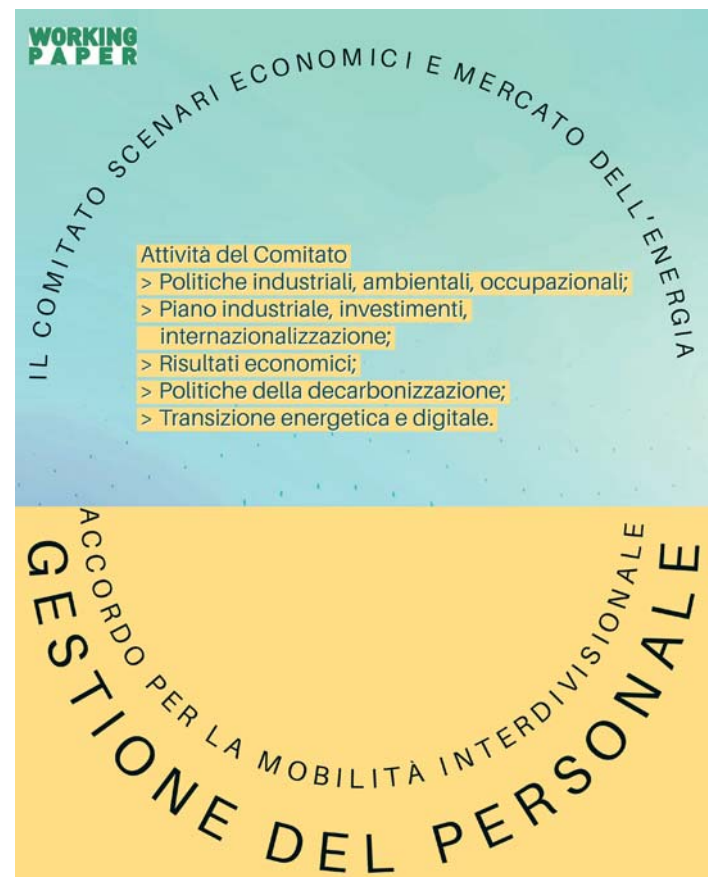 WORKING
PAPER
IL COMITATO SCENARI ECONOMICI E MERCATO DELL'ENERGIA
Attività del Comitato
> Politiche industriali, ambientali, occupazionali;
> Piano industriale, investimenti,
internazionalizzazione;
> Risultati economici;
> Politiche della decarbonizzazione;
> Transizione energetica e digitale.
ACCORDO PER LA MOBILITÀ INTERDIVISIONALE
GESTIONE DEL PERSONALE